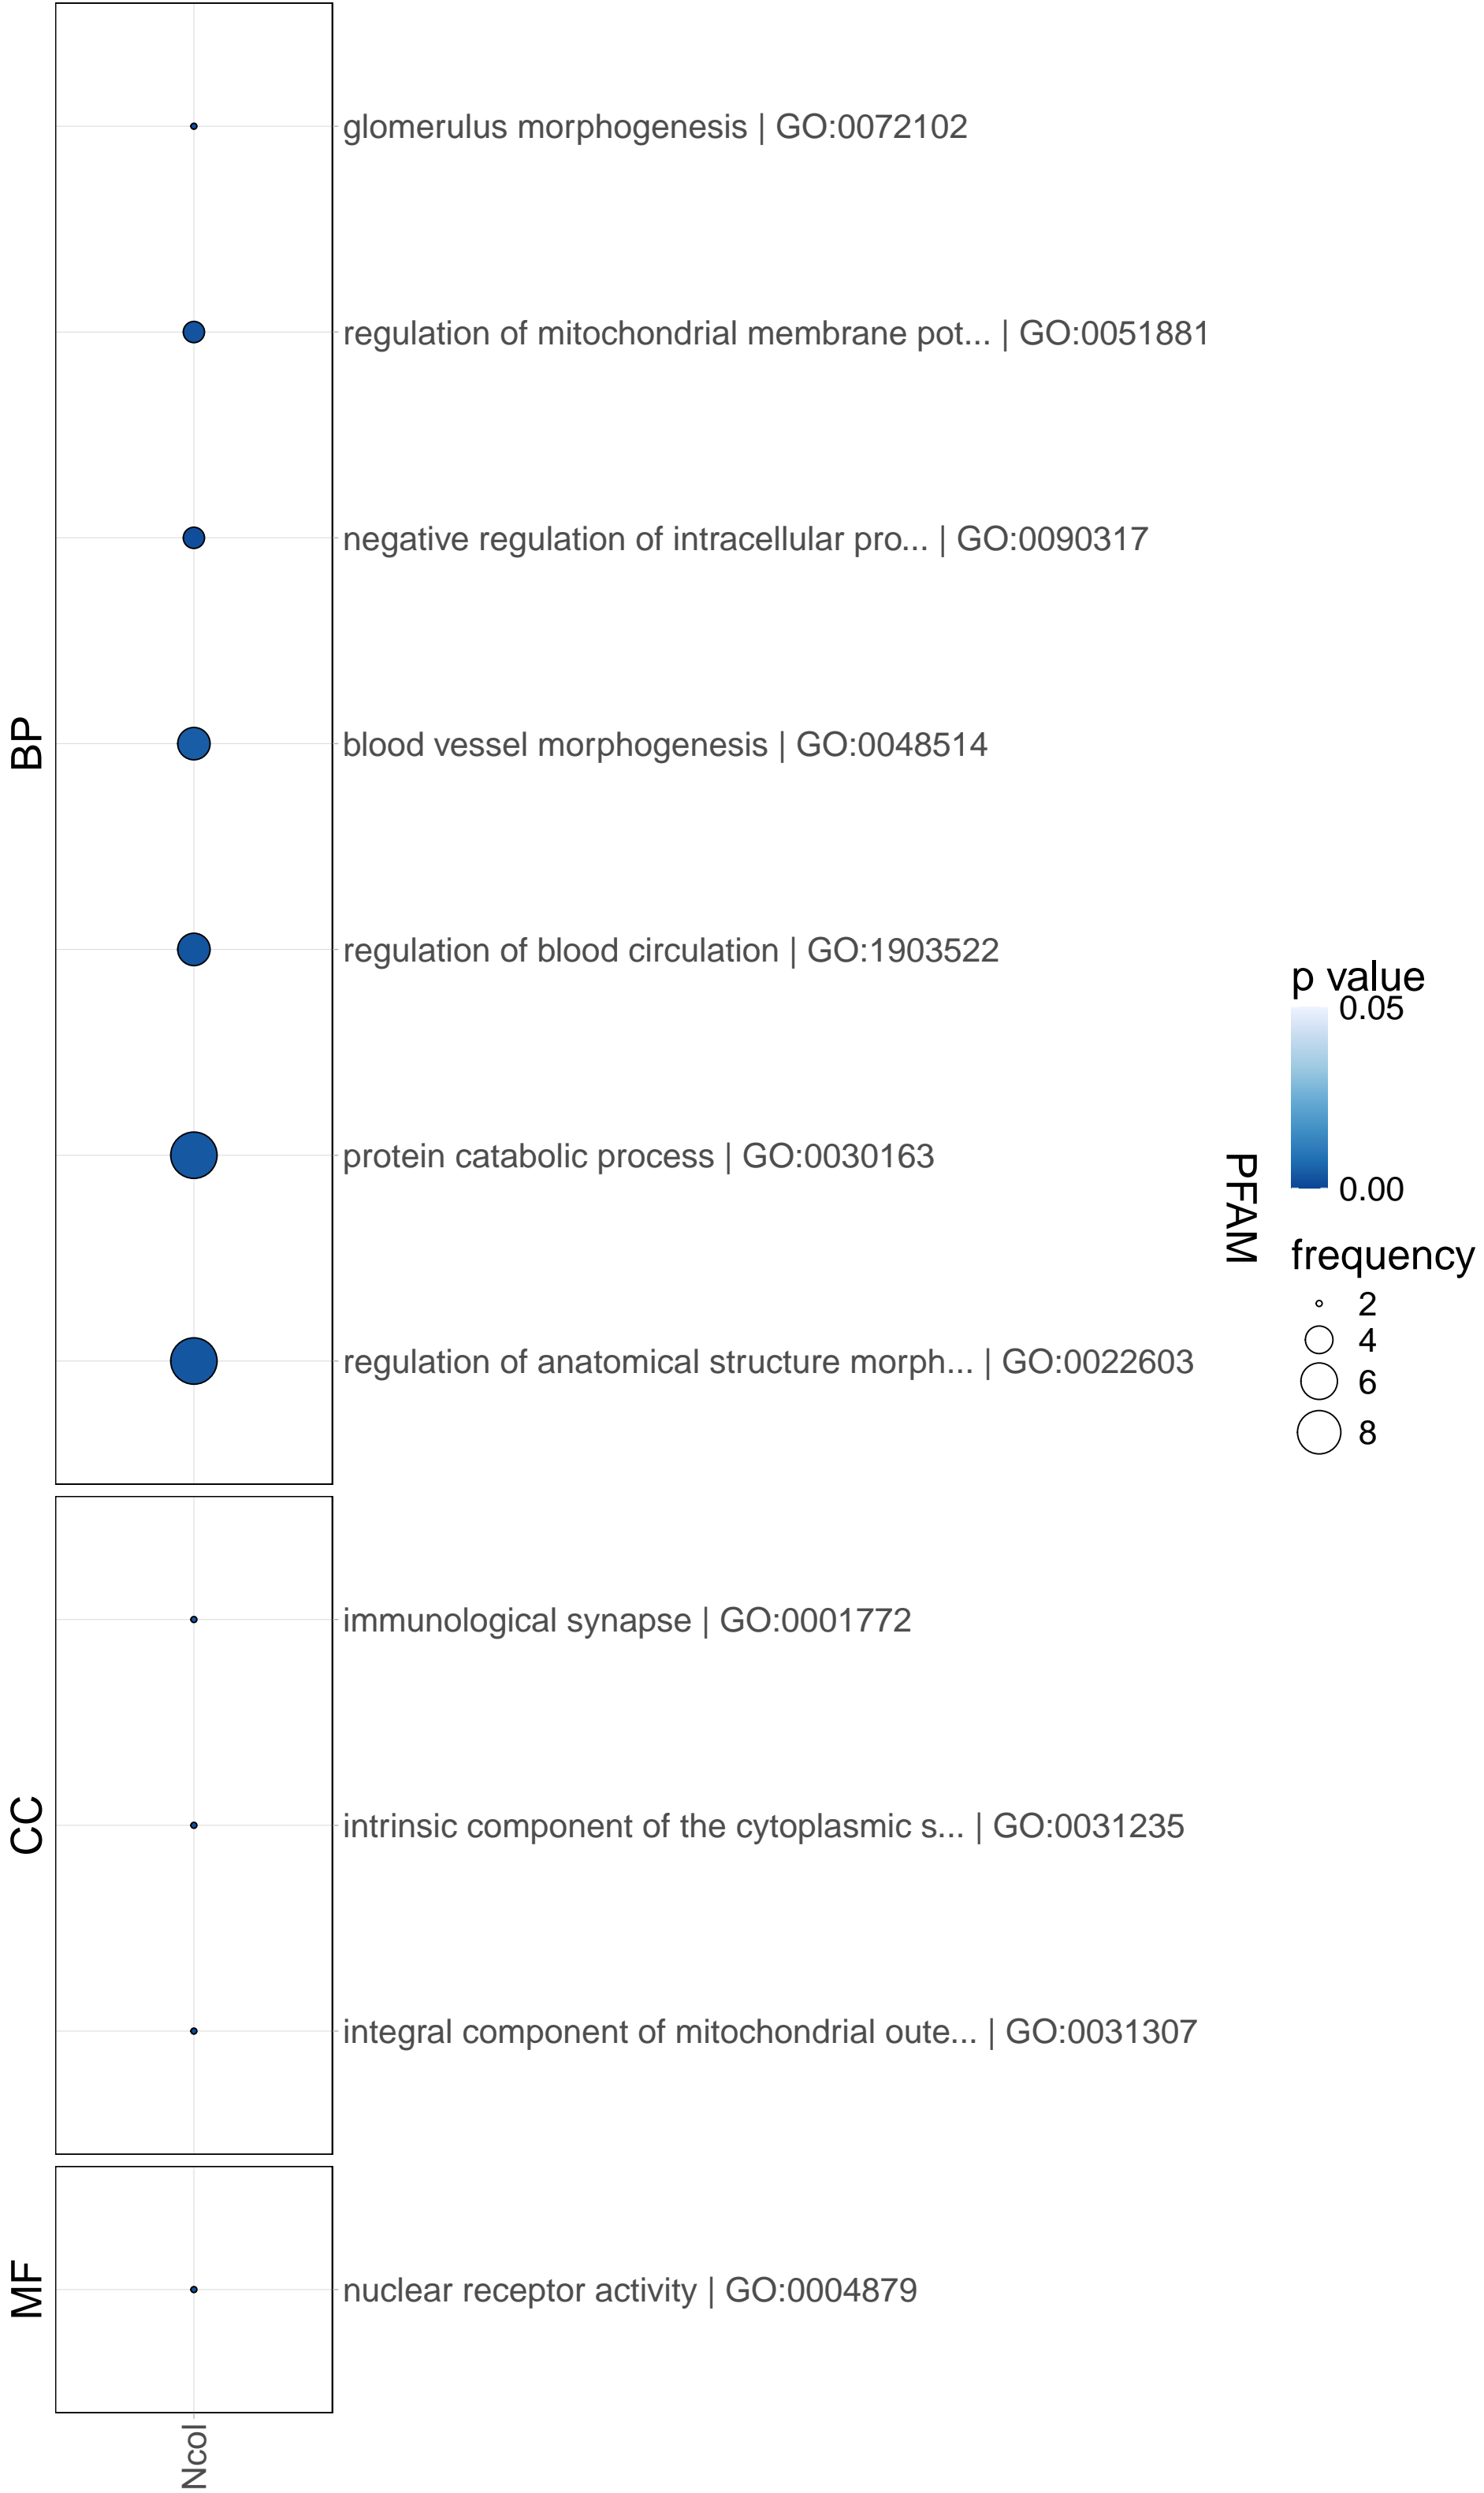 BP
glomerulus morphogenesis | GO:0072102
regulation of mitochondrial membrane pot... | GO:0051881
negative regulation of intracellular pro... | GO:0090317
blood vessel morphogenesis | GO:0048514
regulation of blood circulation | GO:1903522
protein catabolic process | GO:0030163
regulation of anatomical structure morph... | GO:0022603
CC
immunological synapse | GO:0001772
intrinsic component of the cytoplasmic s... | GO:0031235
integral component of mitochondrial oute... | GO:0031307
MF
nuclear receptor activity | GO:0004879
Ncol
PFAM
p value
0.05
0.00
frequency
2
4
6
8